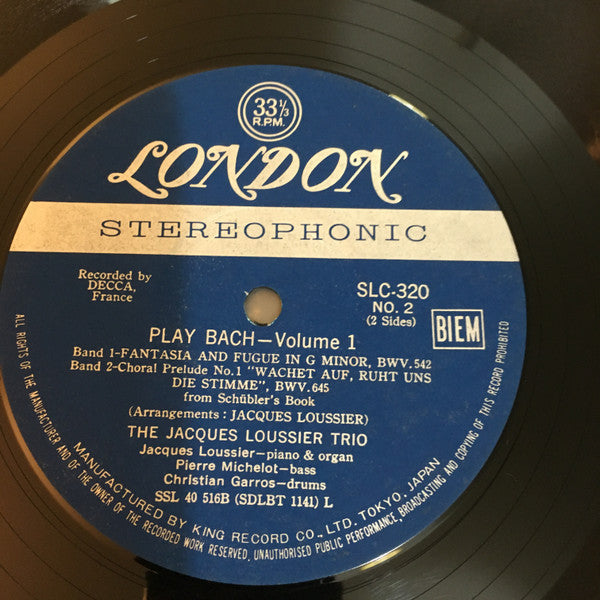 33⅓
R.P.M.
LONDON
STEREOPHONIC
Recorded by
DECCA,
France
SLC-320
NO. 2
(2 Sides)
BIEM
PLAY BACH—Volume 1
Band 1-FANTASIA AND FUGUE IN G MINOR, BWV. 542
Band 2-Choral Prelude No. 1 "WACHET AUF, RUHT UNS
DIE STIMME", BWV. 645
from Schübler's Book
(Arrangements : JACQUES LOUSSIER)
THE JACQUES LOUSSIER TRIO
Jacques Loussier—piano & organ
Pierre Michelot—bass
Christian Garros—drums
SSL 40 516B (SDLBT 1141) L
MANUFACTURED BY KING RECORD CO., LTD. TOKYO, JAPAN
ALL RIGHTS OF THE MANUFACTURER AND OF THE OWNER OF THE RECORDED WORK RESERVED, UNAUTHORISED PUBLIC PERFORMANCE, BROADCASTING AND COPYING OF THIS RECORD PROHIBITED